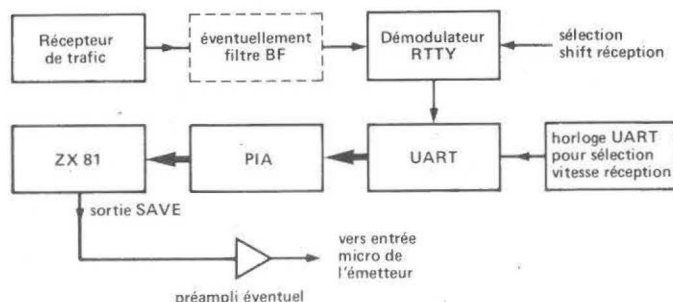 Récepteur
de trafic
éventuellement
filtre BF
Démodulateur
RTTY
sélection
shift réception
ZX 81
PIA
UART
horloge UART
pour sélection
vitesse réception
sortie SAVE
vers entrée
micro de
l'émetteur
préampli éventuel